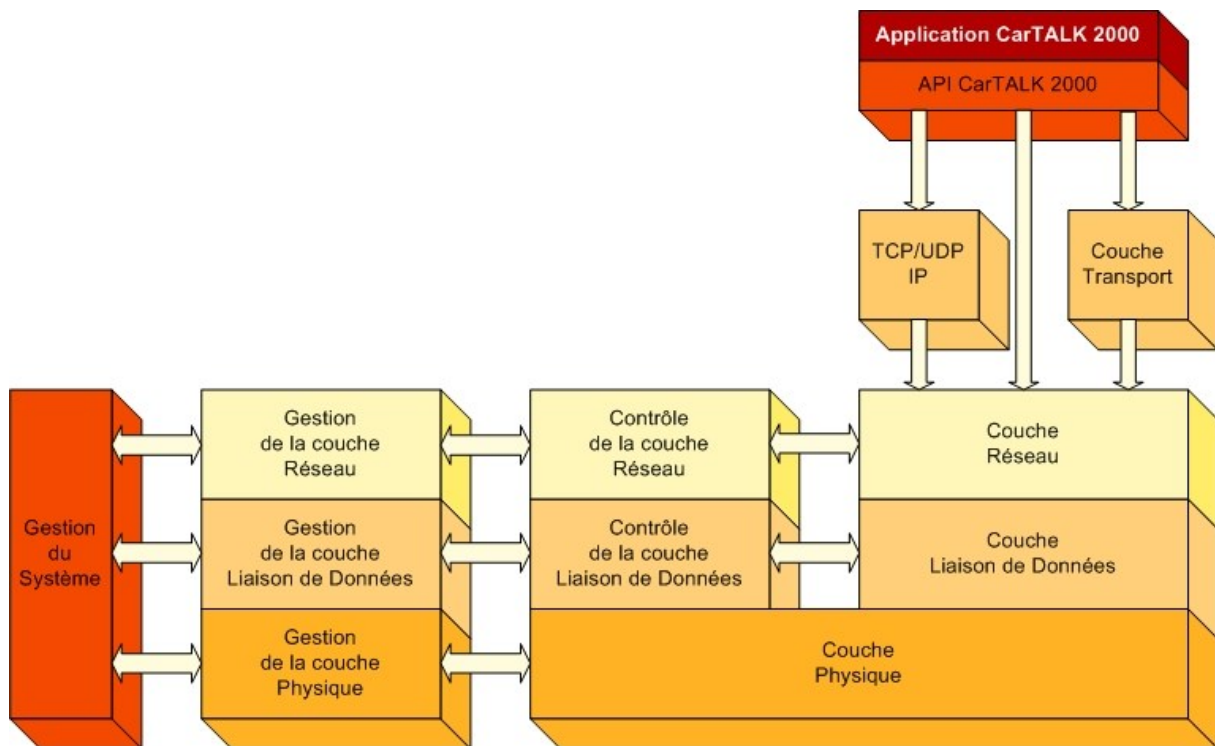 Application CarTALK 2000
API CarTALK 2000
TCP/UDP
IP
Couche
Transport
Gestion
du
Système
Gestion
de la couche
Réseau
Contrôle
de la couche
Réseau
Couche
Réseau
Gestion
de la couche
Liaison de Données
Contrôle
de la couche
Liaison de Données
Couche
Liaison de Données
Gestion
de la couche
Physique
Couche
Physique